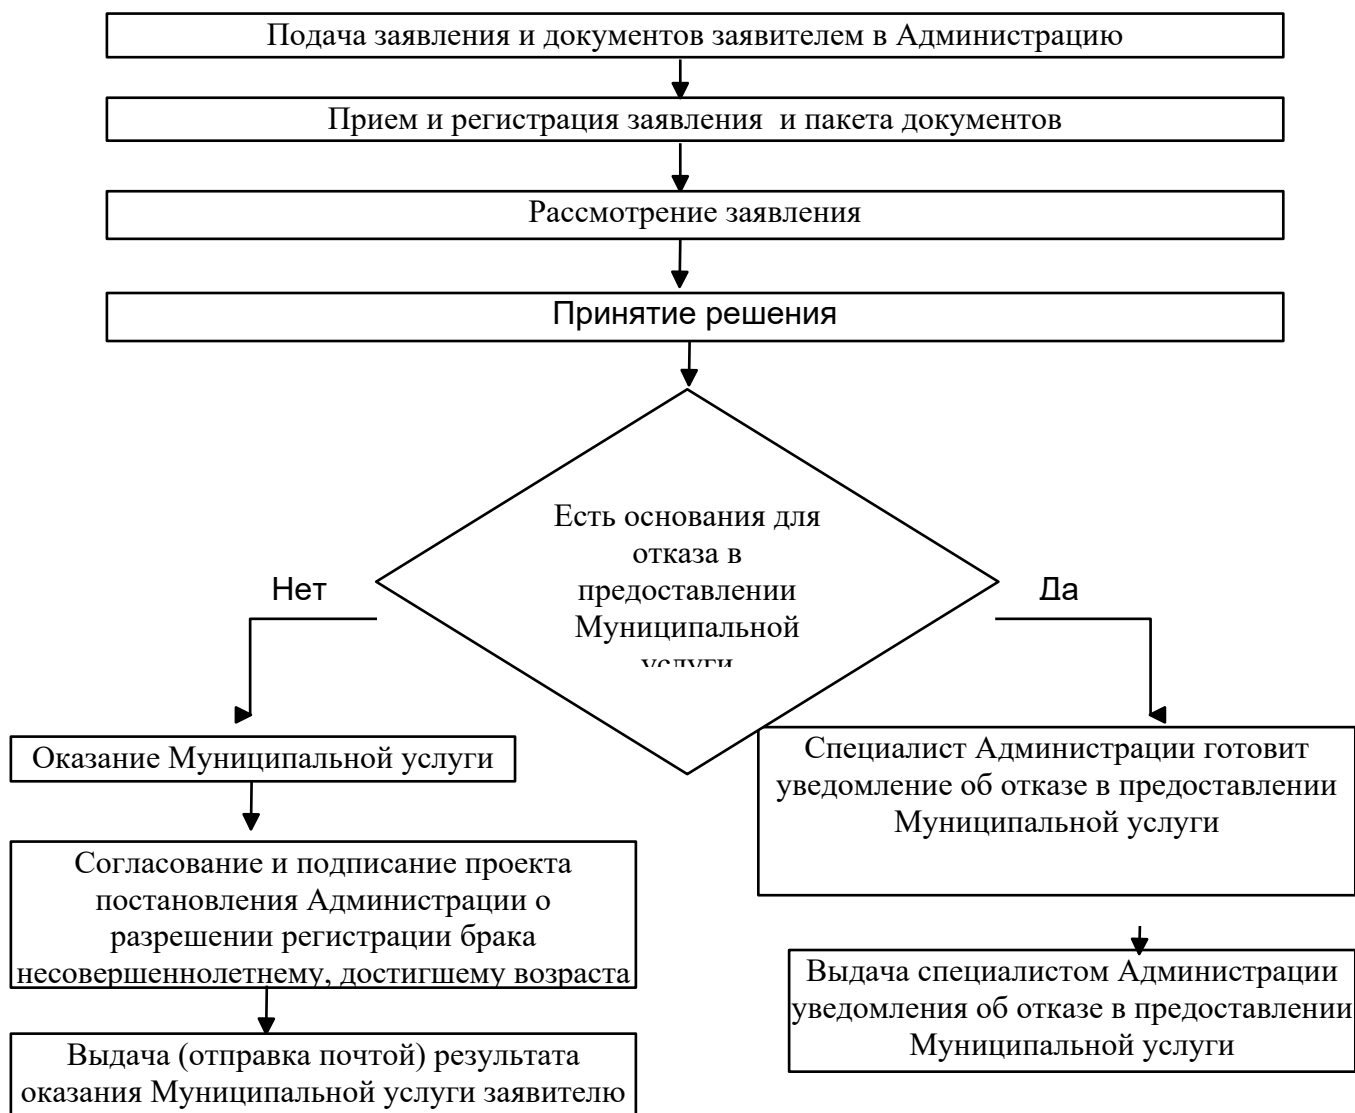 Подача заявления и документов заявителем в Администрацию
Прием и регистрация заявления и пакета документов
Рассмотрение заявления
Принятие решения
Есть основания для
отказа в
предоставлении
Муниципальной
услуги
Нет
Да
Оказание Муниципальной услуги
Согласование и подписание проекта
постановления Администрации о
разрешении регистрации брака
несовершеннолетнему, достигшему возраста
Выдача (отправка почтой) результата
оказания Муниципальной услуги заявителю
Специалист Администрации готовит
уведомление об отказе в предоставлении
Муниципальной услуги
Выдача специалистом Администрации
уведомления об отказе в предоставлении
Муниципальной услуги